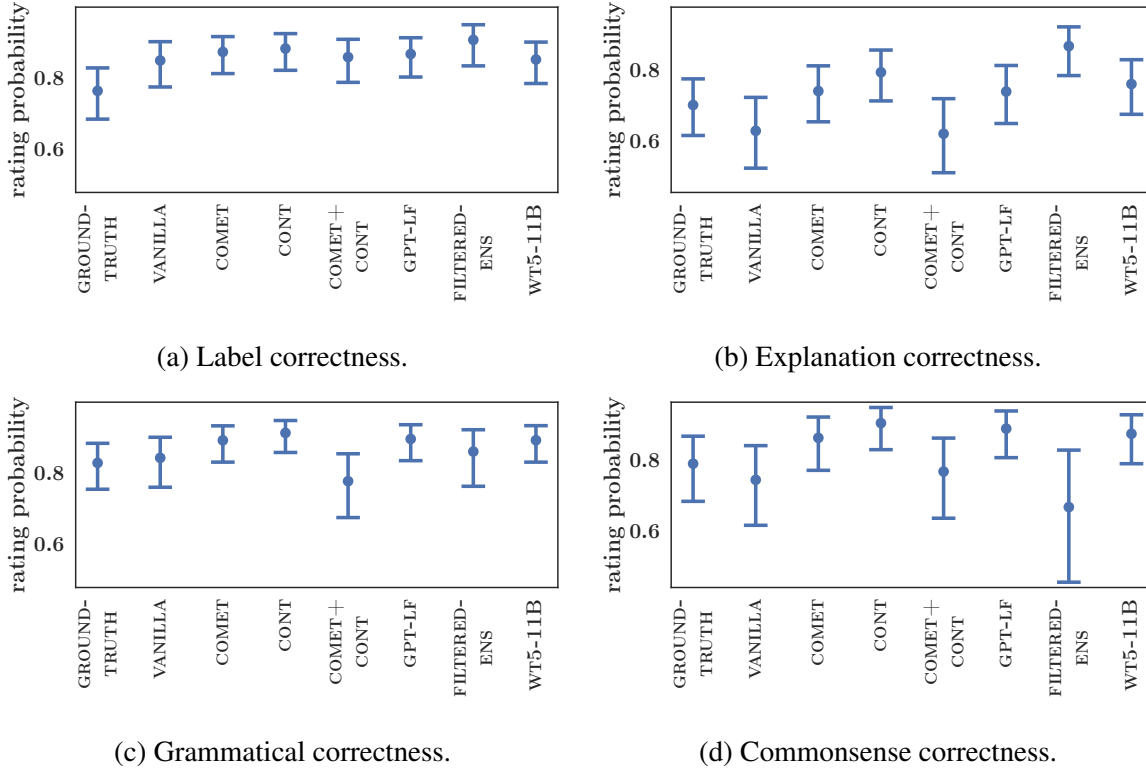 rating probability
0.8
0.6
GROUND-
TRUTH
VANILLA
COMET
CONT
COMET+
CONT
GPT-LF
FILTERED-
ENS
WT5-11B
(a) Label correctness.
rating probability
0.8
0.6
GROUND-
TRUTH
VANILLA
COMET
CONT
COMET+
CONT
GPT-LF
FILTERED-
ENS
WT5-11B
(b) Explanation correctness.
rating probability
0.8
0.6
GROUND-
TRUTH
VANILLA
COMET
CONT
COMET+
CONT
GPT-LF
FILTERED-
ENS
WT5-11B
(c) Grammatical correctness.
rating probability
0.8
0.6
GROUND-
TRUTH
VANILLA
COMET
CONT
COMET+
CONT
GPT-LF
FILTERED-
ENS
WT5-11B
(d) Commonsense correctness.